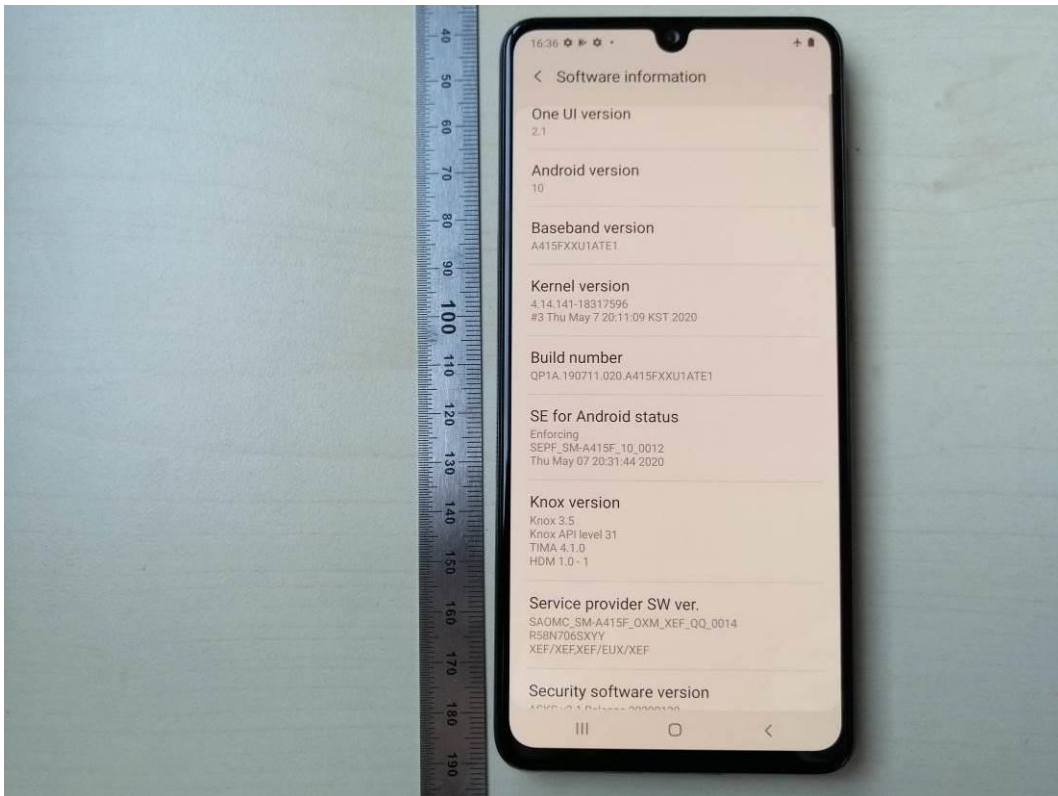 40
50
60
70
80
90
100
110
120
130
140
150
160
170
180
190
16:36
Software information
One UI version
2.1
Android version
10
Baseband version
A415FXXU1ATE1
Kernel version
4.14.141-18317596
#3 Thu May 7 20:11:09 KST 2020
Build number
QP1A.190711.020.A415FXXU1ATE1
SE for Android status
Enforcing
SEPF_SM-A415F_10_0012
Thu May 07 20:31:44 2020
Knox version
Knox 3.5
Knox API level 31
TIMA 4.1.0
HDM 1.0 - 1
Service provider SW ver.
SAOMC_SM-A415F_OXM_XEF_QQ_0014
R58N706SXYY
XEF/XEF,XEF/EUX/XEF
Security software version